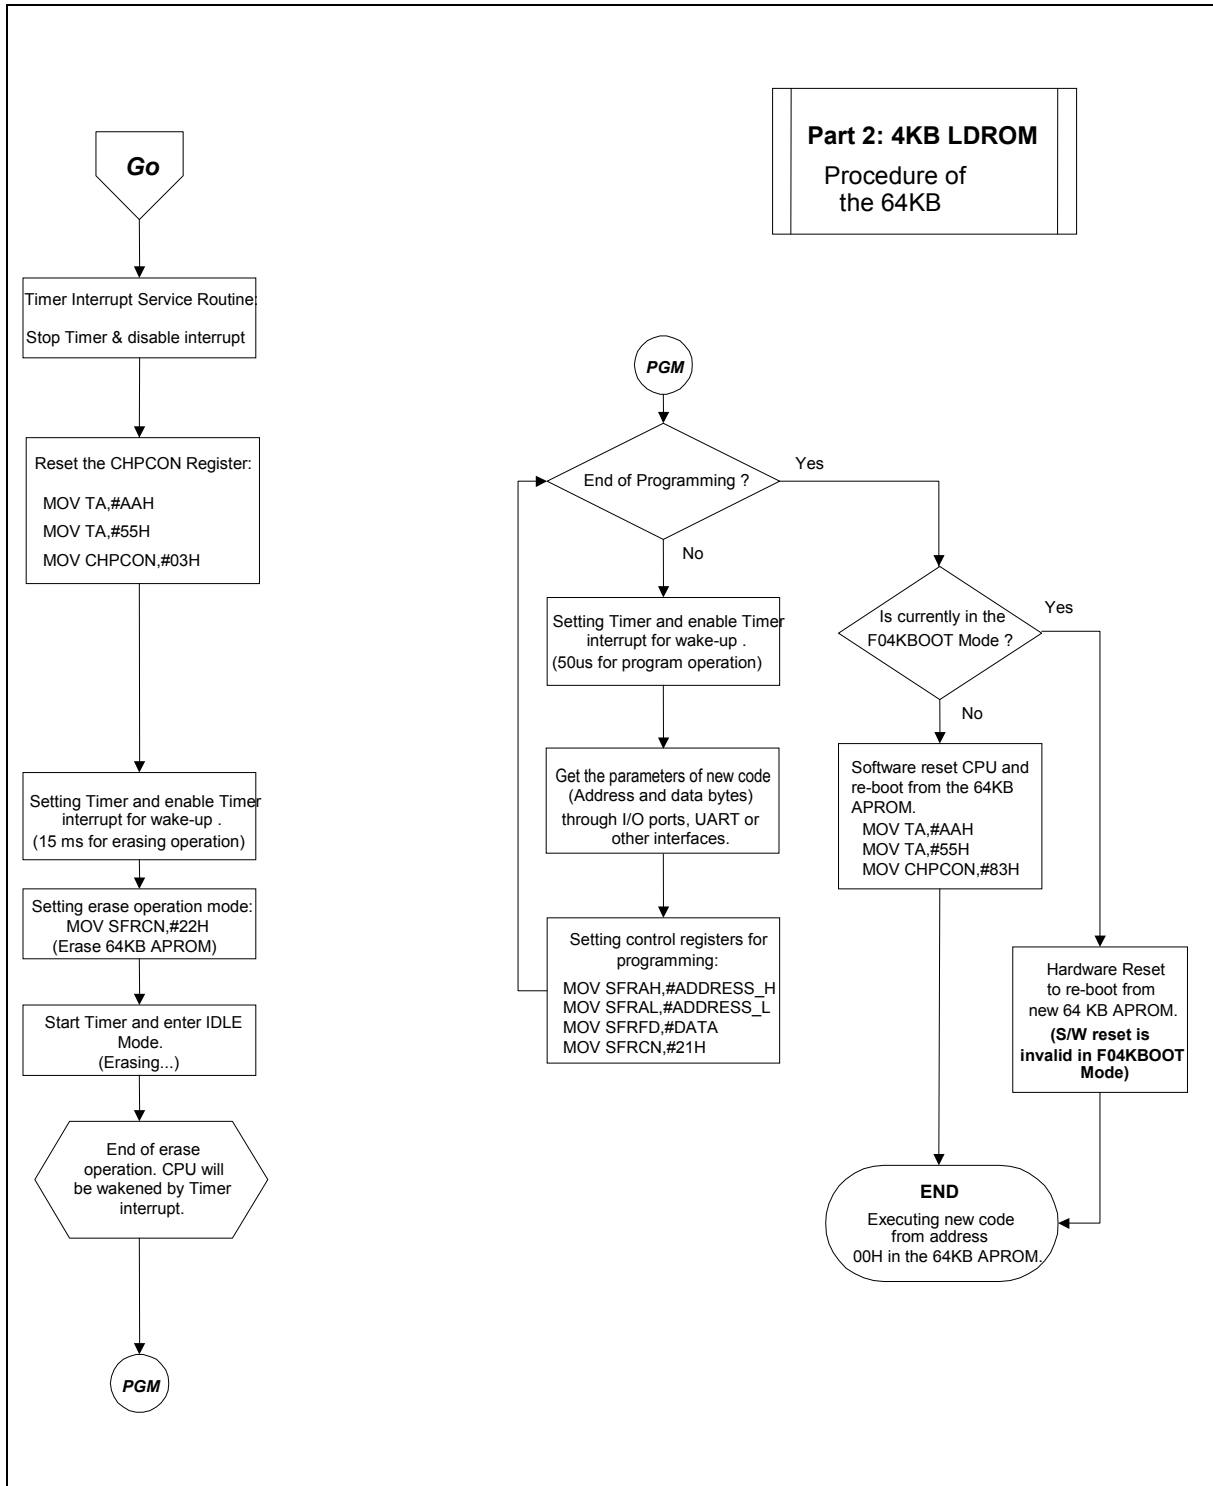 Part 2: 4KB LDROM
Procedure of
the 64KB
Go
Timer Interrupt Service Routine:
Stop Timer & disable interrupt
Reset the CHPCON Register:
MOV TA,#AAH
MOV TA,#55H
MOV CHPCON,#03H
Setting Timer and enable Timer
interrupt for wake-up .
(15 ms for erasing operation)
Setting erase operation mode:
MOV SFRCN,#22H
(Erase 64KB APROM)
Start Timer and enter IDLE
Mode.
(Erasing...)
End of erase
operation. CPU will
be wakened by Timer
interrupt.
PGM
PGM
End of Programming ?
Yes
No
Setting Timer and enable Timer
interrupt for wake-up .
(50us for program operation)
Get the parameters of new code
(Address and data bytes)
through I/O ports, UART or
other interfaces.
Setting control registers for
programming:
MOV SFRAH,#ADDRESS_H
MOV SFRAL,#ADDRESS_L
MOV SFRFD,#DATA
MOV SFRCN,#21H
Is currently in the
F04KBOOT Mode ?
Yes
No
Software reset CPU and
re-boot from the 64KB
APROM.
MOV TA,#AAH
MOV TA,#55H
MOV CHPCON,#83H
Hardware Reset
to re-boot from
new 64 KB APROM.
(S/W reset is
invalid in F04KBOOT
Mode)
END
Executing new code
from address
00H in the 64KB APROM.